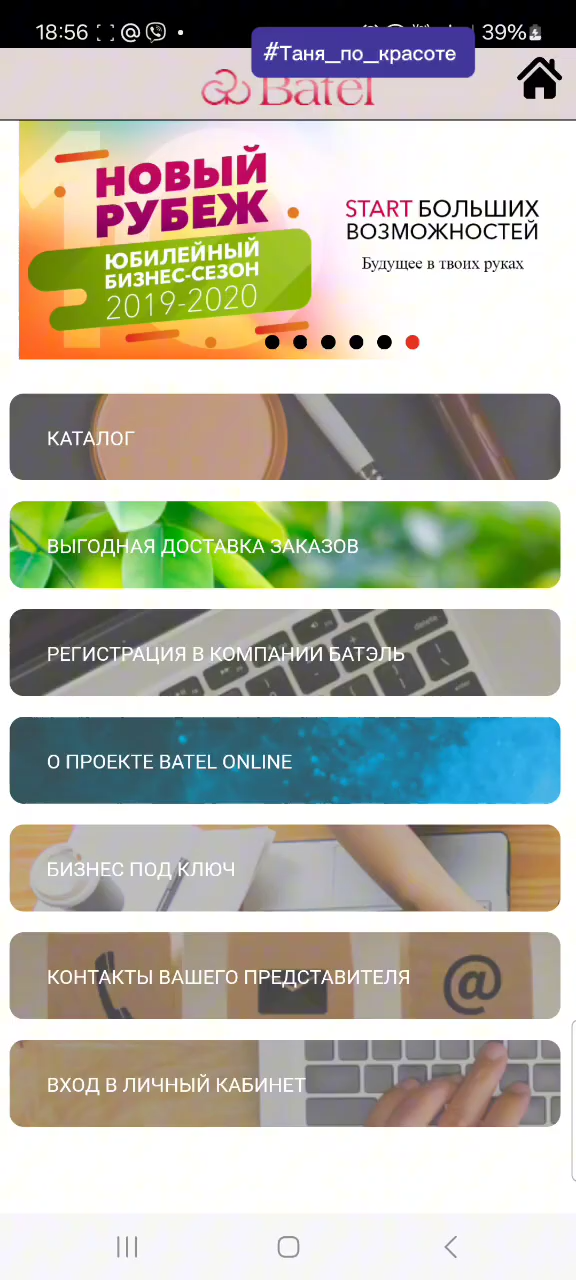 18:56
39%
#Таня_по_красоте
Batel
НОВЫЙ
РУБЕЖ
ЮБИЛЕЙНЫЙ
БИЗНЕС-СЕЗОН
2019-2020
START БОЛЬШИХ
ВОЗМОЖНОСТЕЙ
Будущее в твоих руках
КАТАЛОГ
ВЫГОДНАЯ ДОСТАВКА ЗАКАЗОВ
РЕГИСТРАЦИЯ В КОМПАНИИ БАТЭЛЬ
О ПРОЕКТЕ BATEL ONLINE
БИЗНЕС ПОД КЛЮЧ
КОНТАКТЫ ВАШЕГО ПРЕДСТАВИТЕЛЯ
ВХОД В ЛИЧНЫЙ КАБИНЕТ